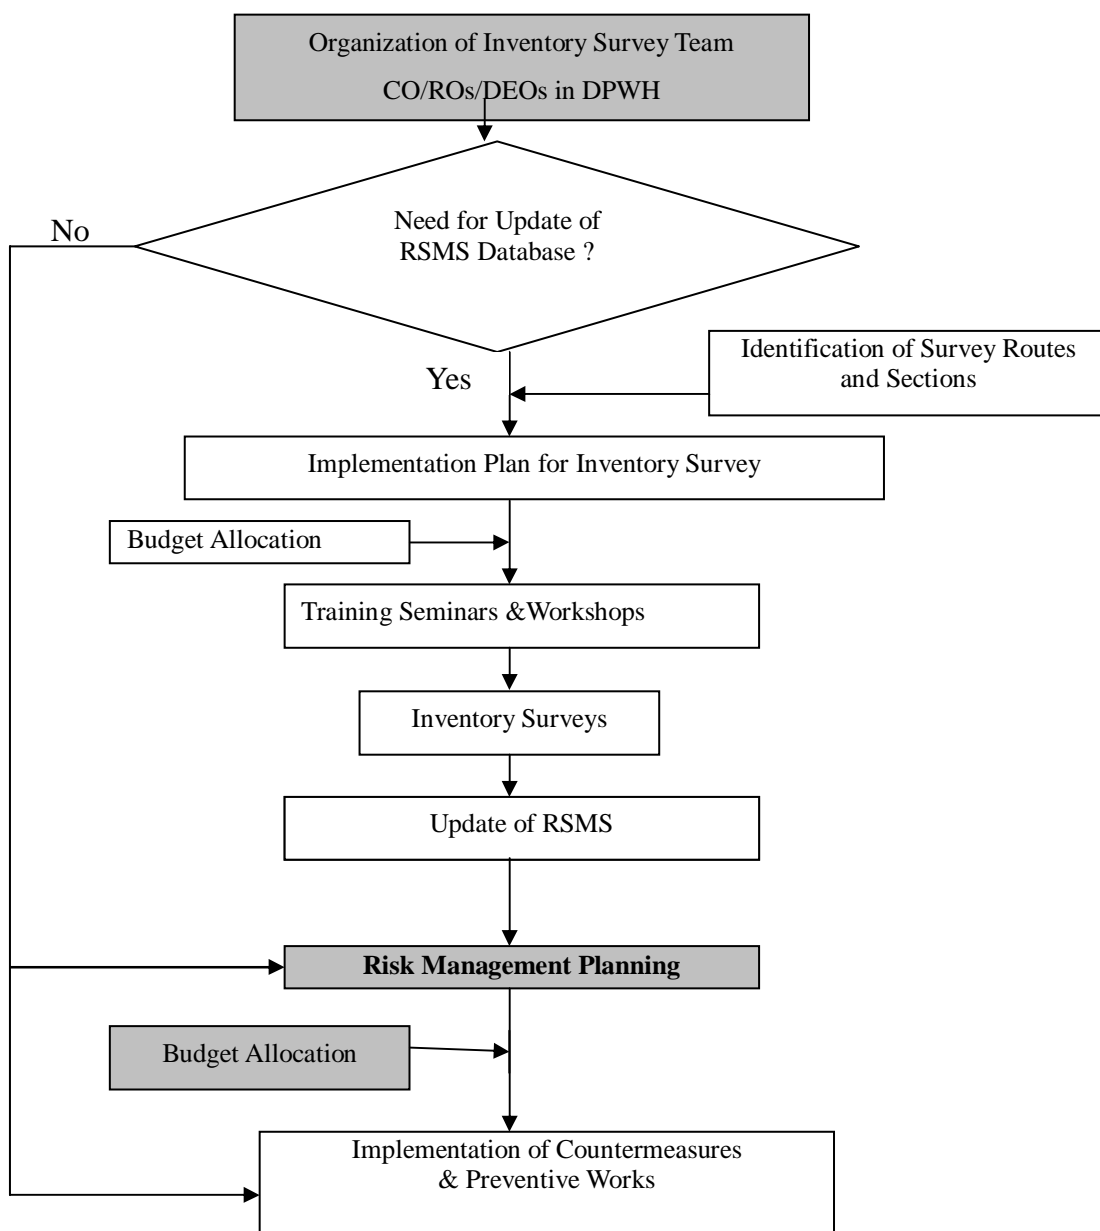 Organization of Inventory Survey Team
CO/ROs/DEOs in DPWH
No
Need for Update of
RSMS Database ?
Identification of Survey Routes
and Sections
Yes
Implementation Plan for Inventory Survey
Budget Allocation
Training Seminars &Workshops
Inventory Surveys
Update of RSMS
Risk Management Planning
Budget Allocation
Implementation of Countermeasures
& Preventive Works